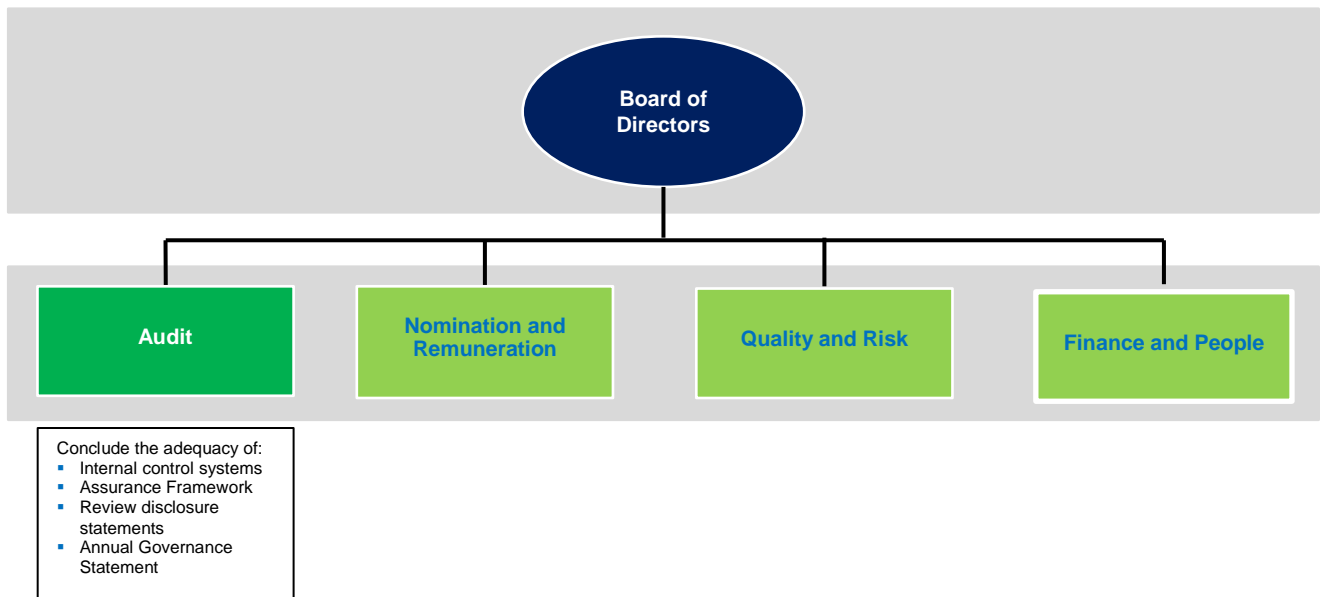 Board of
Directors
Audit
Nomination and
Remuneration
Quality and Risk
Finance and People
Conclude the adequacy of:
▪ Internal control systems
▪ Assurance Framework
▪ Review disclosure
statements
▪ Annual Governance
Statement